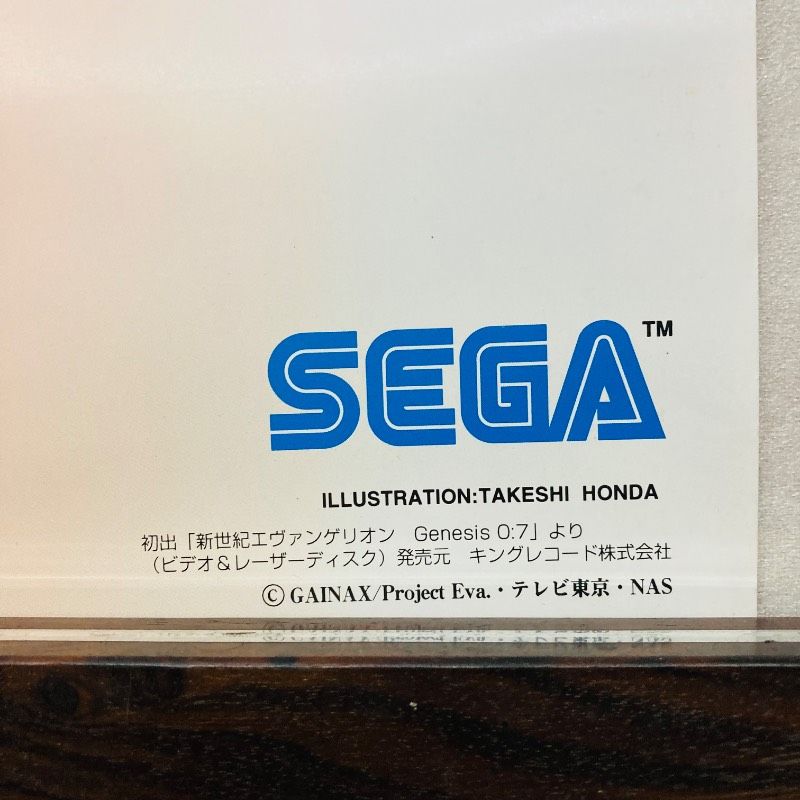 SEGA™
ILLUSTRATION:TAKESHI HONDA
初出「新世紀エヴァンゲリオン　Genesis 0:7」より
（ビデオ＆レーザーディスク）発売元　キングレコード株式会社
©GAINAX/Project Eva.・テレビ東京・NAS